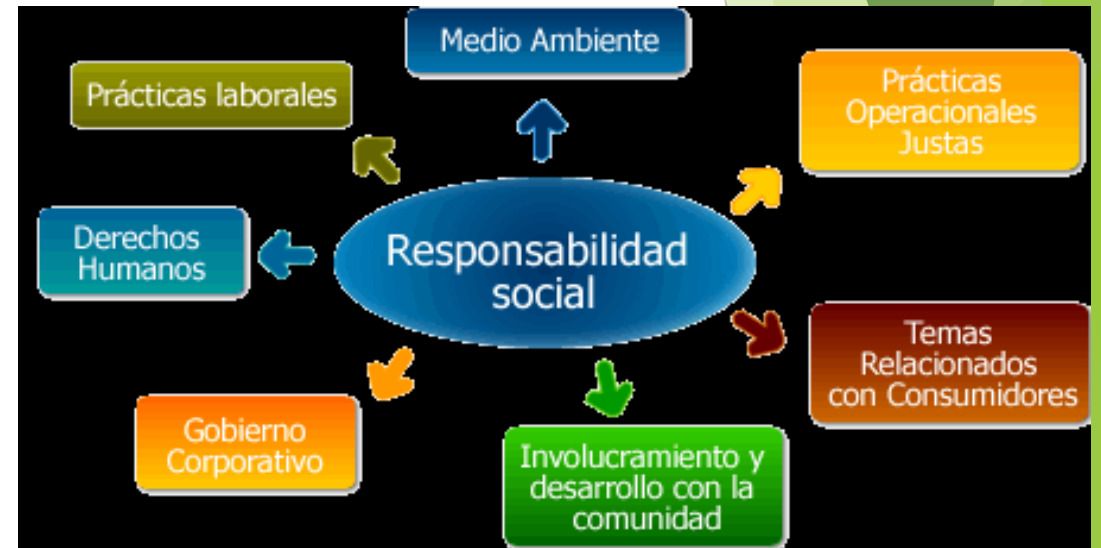 Medio Ambiente
Prácticas laborales
Prácticas
Operacionales
Justas
Derechos
Humanos
Responsabilidad
social
Temas
Relacionados
con Consumidores
Gobierno
Corporativo
Involucramiento y
desarrollo con la
comunidad